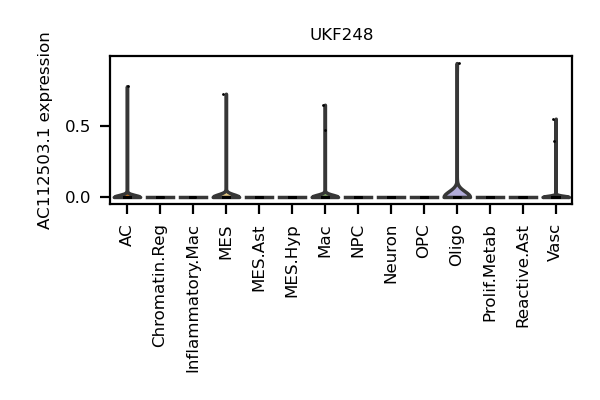 UKF248
AC112503.1 expression
0.5
0.0
AC
Chromatin.Reg
Inflammatory.Mac
MES
MES.Ast
MES.Hyp
Mac
NPC
Neuron
OPC
Oligo
Prolif.Metab
Reactive.Ast
Vasc